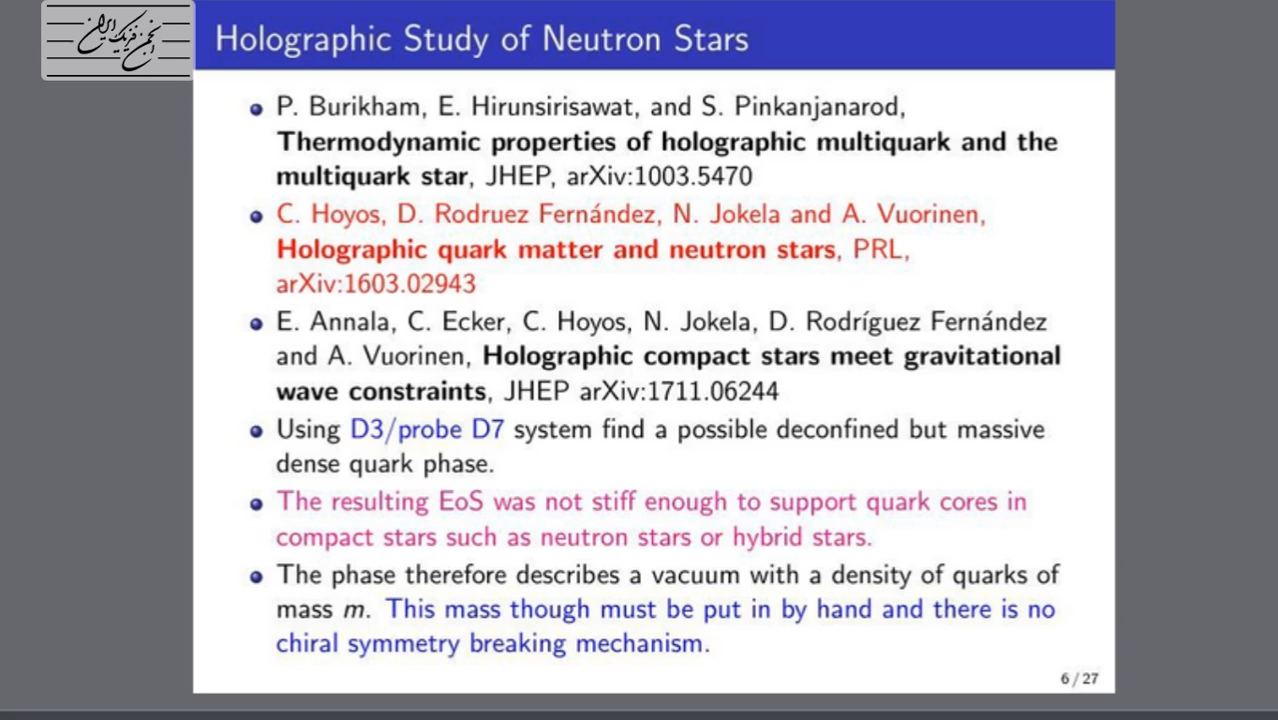 انجمن فیزیک ایران
Holographic Study of Neutron Stars
P. Burikham, E. Hirunsirisawat, and S. Pinkanjanarod,
Thermodynamic properties of holographic multiquark and the
multiquark star, JHEP, arXiv:1003.5470
C. Hoyos, D. Rodruez Fernández, N. Jokela and A. Vuorinen,
Holographic quark matter and neutron stars, PRL,
arXiv:1603.02943
E. Annala, C. Ecker, C. Hoyos, N. Jokela, D. Rodríguez Fernández
and A. Vuorinen, Holographic compact stars meet gravitational
wave constraints, JHEP arXiv:1711.06244
Using D3/probe D7 system find a possible deconfined but massive
dense quark phase.
The resulting EoS was not stiff enough to support quark cores in
compact stars such as neutron stars or hybrid stars.
The phase therefore describes a vacuum with a density of quarks of
mass m. This mass though must be put in by hand and there is no
chiral symmetry breaking mechanism.
6 / 27